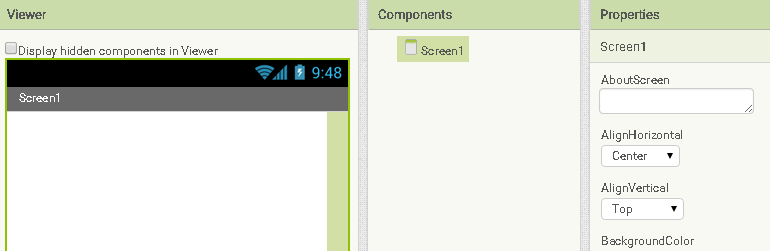 Viewer
Display hidden components in Viewer
9:48
Screen1
Components
Screen1
Properties
Screen1
AboutScreen
AlignHorizontal
Center
AlignVertical
Top
BackgroundColor